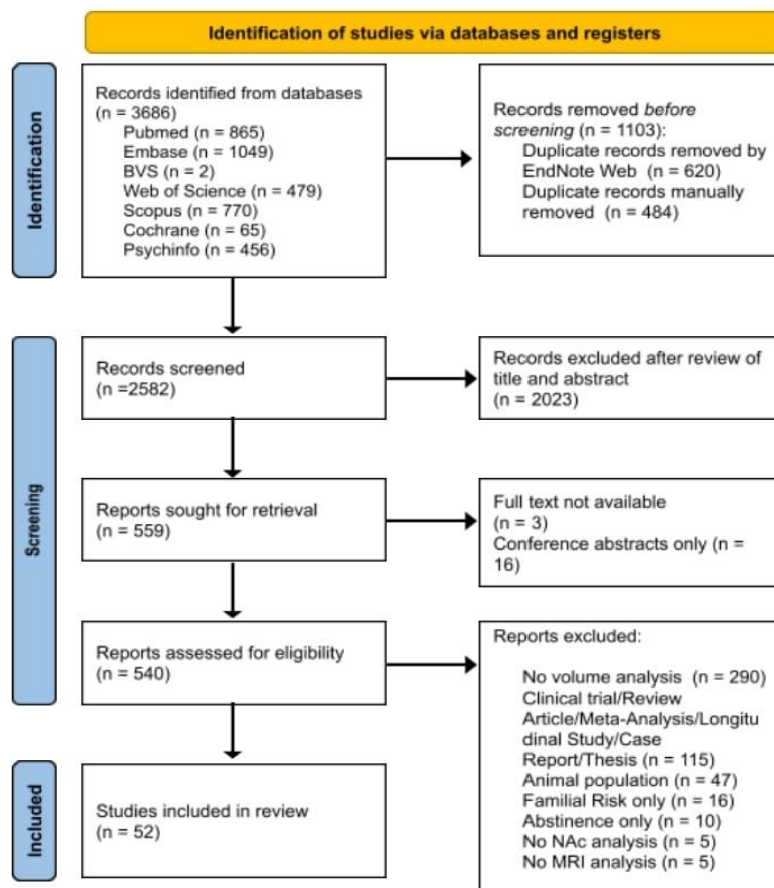 Identification of studies via databases and registers
Identification
Records identified from databases
(n = 3686)
Pubmed (n = 865)
Embase (n = 1049)
BVS (n = 2)
Web of Science (n = 479)
Scopus (n = 770)
Cochrane (n = 65)
Psychinfo (n = 456)
Records removed before
screening (n = 1103):
Duplicate records removed by
EndNote Web (n = 620)
Duplicate records manually
removed (n = 484)
Screening
Records screened
(n =2582)
Records excluded after review of
title and abstract
(n = 2023)
Reports sought for retrieval
(n = 559)
Full text not available
(n = 3)
Conference abstracts only (n =
16)
Reports assessed for eligibility
(n = 540)
Reports excluded:
No volume analysis (n = 290)
Clinical trial/Review
Article/Meta-Analysis/Longitu
dinal Study/Case
Report/Thesis (n = 115)
Animal population (n = 47)
Familial Risk only (n = 16)
Abstinence only (n = 10)
No NAc analysis (n = 5)
No MRI analysis (n = 5)
Included
Studies included in review
(n = 52)